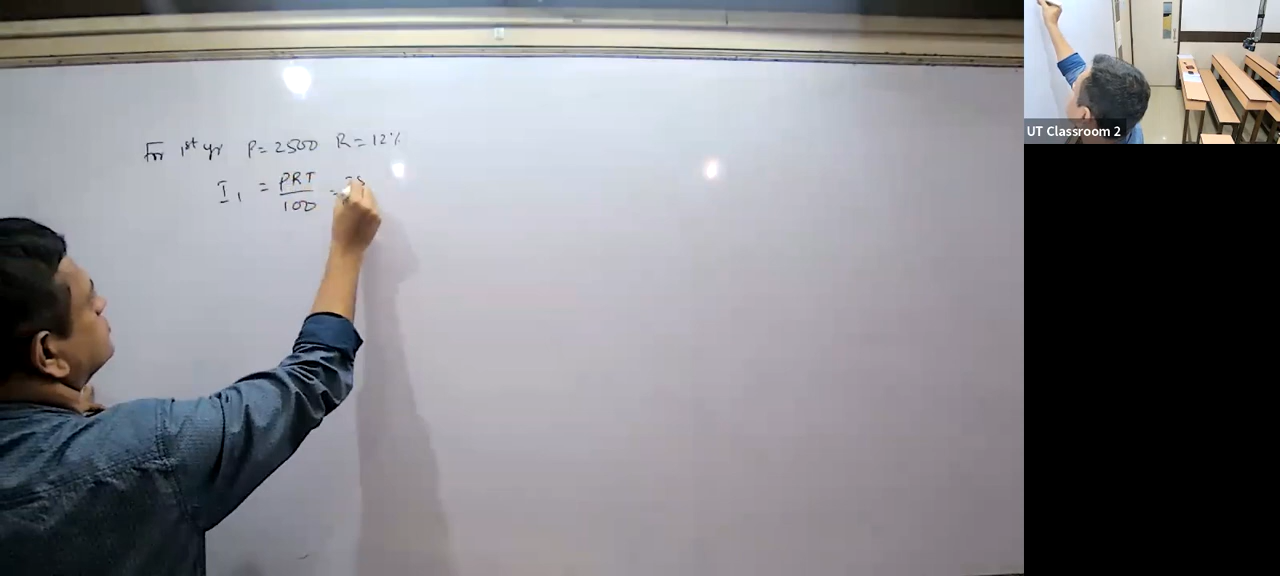 For 1st yr P = 2500 R = 12%
I₁ = PRT/100 =
UT Classroom 2